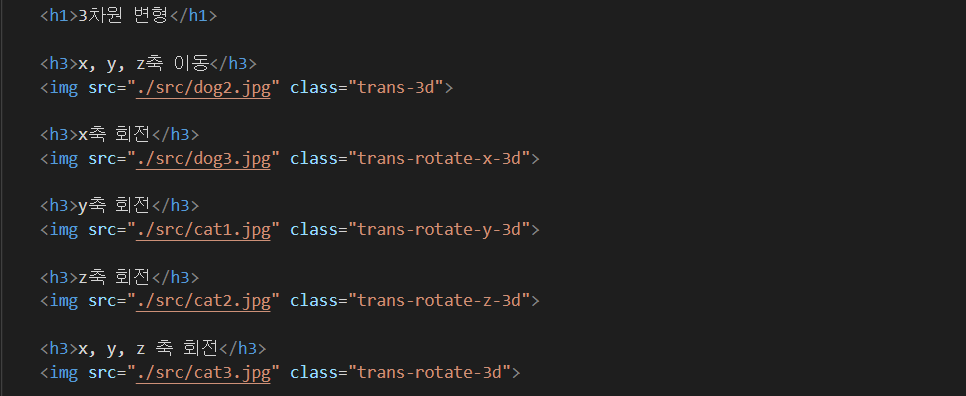 <h1>3차원 변형</h1>
<h3>x, y, z축 이동</h3>
<img src="./src/dog2.jpg" class="trans-3d">
<h3>x축 회전</h3>
<img src="./src/dog3.jpg" class="trans-rotate-x-3d">
<h3>y축 회전</h3>
<img src="./src/cat1.jpg" class="trans-rotate-y-3d">
<h3>z축 회전</h3>
<img src="./src/cat2.jpg" class="trans-rotate-z-3d">
<h3>x, y, z 축 회전</h3>
<img src="./src/cat3.jpg" class="trans-rotate-3d">